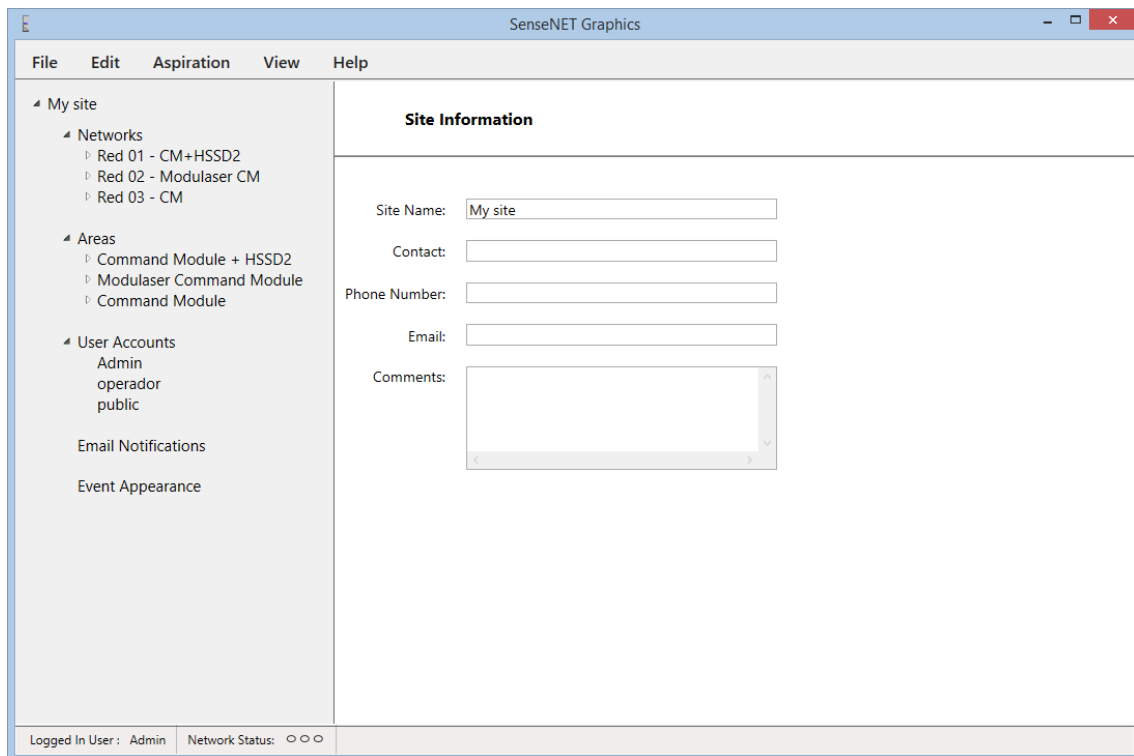 SenseNET Graphics
File Edit Aspiration View Help
My site
Networks
Red 01 - CM+HSSD2
Red 02 - Modulaser CM
Red 03 - CM
Areas
Command Module + HSSD2
Modulaser Command Module
Command Module
User Accounts
Admin
operador
public
Email Notifications
Event Appearance
Site Information
Site Name: My site
Contact:
Phone Number:
Email:
Comments:
Logged In User : Admin Network Status: